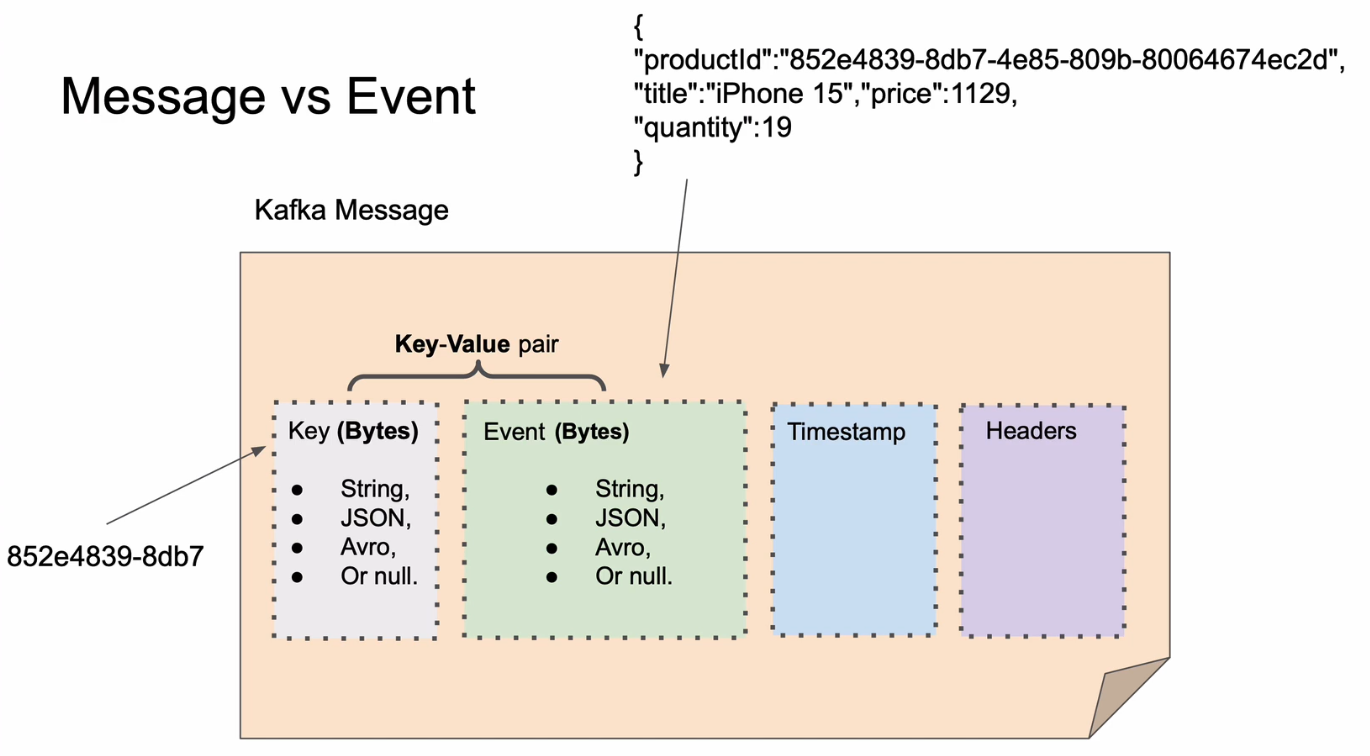 Message vs Event
{
"productId":"852e4839-8db7-4e85-809b-80064674ec2d",
"title":"iPhone 15","price":1129,
"quantity":19
}
Kafka Message
Key-Value pair
Key (Bytes)
● String,
● JSON,
● Avro,
● Or null.
Event (Bytes)
● String,
● JSON,
● Avro,
● Or null.
Timestamp
Headers
852e4839-8db7